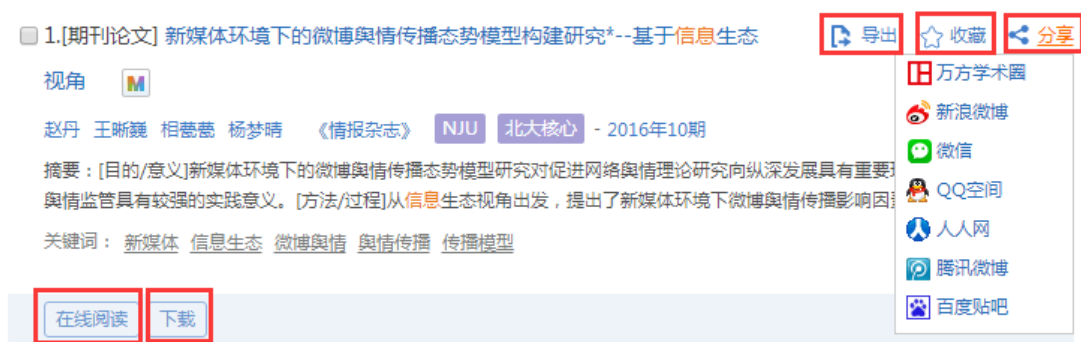 1.[期刊论文] 新媒体环境下的微博舆情传播态势模型构建研究*--基于信息生态 导出 收藏 分享
视角 M
万方学术圈
新浪微博
微信
QQ空间
人人网
腾讯微博
百度贴吧
赵丹 王晰巍 相甍甍 杨梦晴 《情报杂志》 NJU 北大核心 - 2016年10期
摘要：[目的/意义]新媒体环境下的微博舆情传播态势模型研究对促进网络舆情理论研究向纵深发展具有重要
舆情监管具有较强的实践意义。[方法/过程]从信息生态视角出发，提出了新媒体环境下微博舆情传播影响因
关键词： 新媒体 信息生态 微博舆情 舆情传播 传播模型
在线阅读 下载